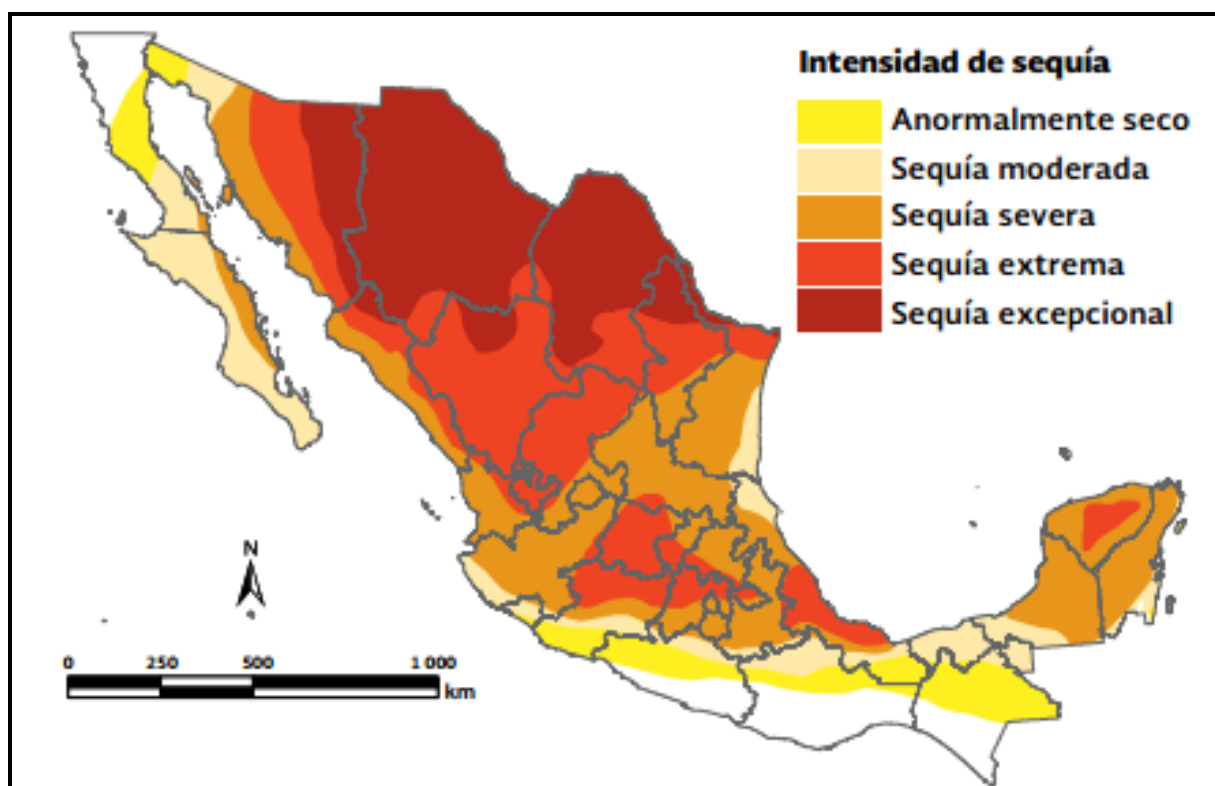 Intensidad de sequía
Anormalmente seco
Sequía moderada
Sequía severa
Sequía extrema
Sequía excepcional
N
0 250 500 1 000
km